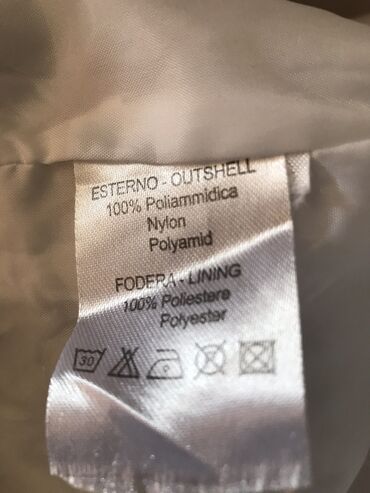 ESTERNO - OUTSHELL
100% Poliammidica
Nylon
Polyamid
FODERA - LINING
100% Poliestere
Polyester
30